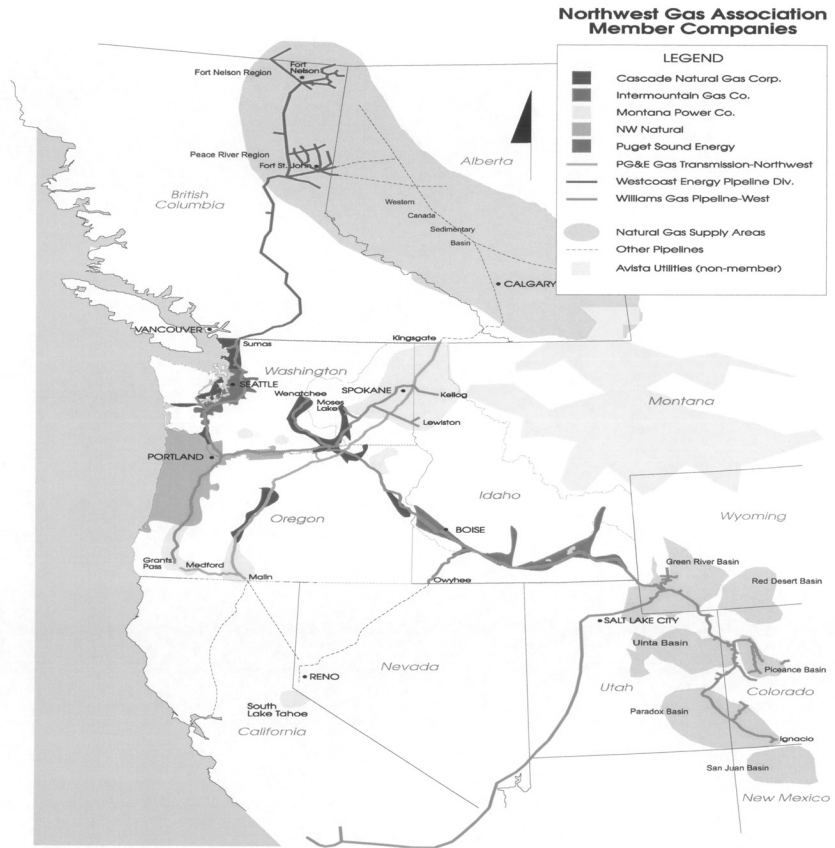 Northwest Gas Association
Member Companies
LEGEND
Cascade Natural Gas Corp.
Intermountain Gas Co.
Montana Power Co.
NW Natural
Puget Sound Energy
PG&E Gas Transmission-Northwest
Westcoast Energy Pipeline Div.
Williams Gas Pipeline-West
Natural Gas Supply Areas
Other Pipelines
Avista Utilities (non-member)
Fort Nelson Region
Fort
Nelson
Peace River Region
Fort St. John
Alberta
British
Columbia
Western
Canada
Sedimentary
Basin
CALGARY
VANCOUVER
Sumas
Kingsgate
Washington
SEATTLE
SPOKANE
Wenatchee
Moses
Lake
Kellog
Lewiston
Montana
PORTLAND
Idaho
Oregon
BOISE
Wyoming
Grants
Pass
Medford
Malin
Owyhee
Green River Basin
Red Desert Basin
SALT LAKE CITY
Uinta Basin
Piceance Basin
Nevada
RENO
Utah
Colorado
South
Lake Tahoe
California
Paradox Basin
Ignacio
San Juan Basin
New Mexico